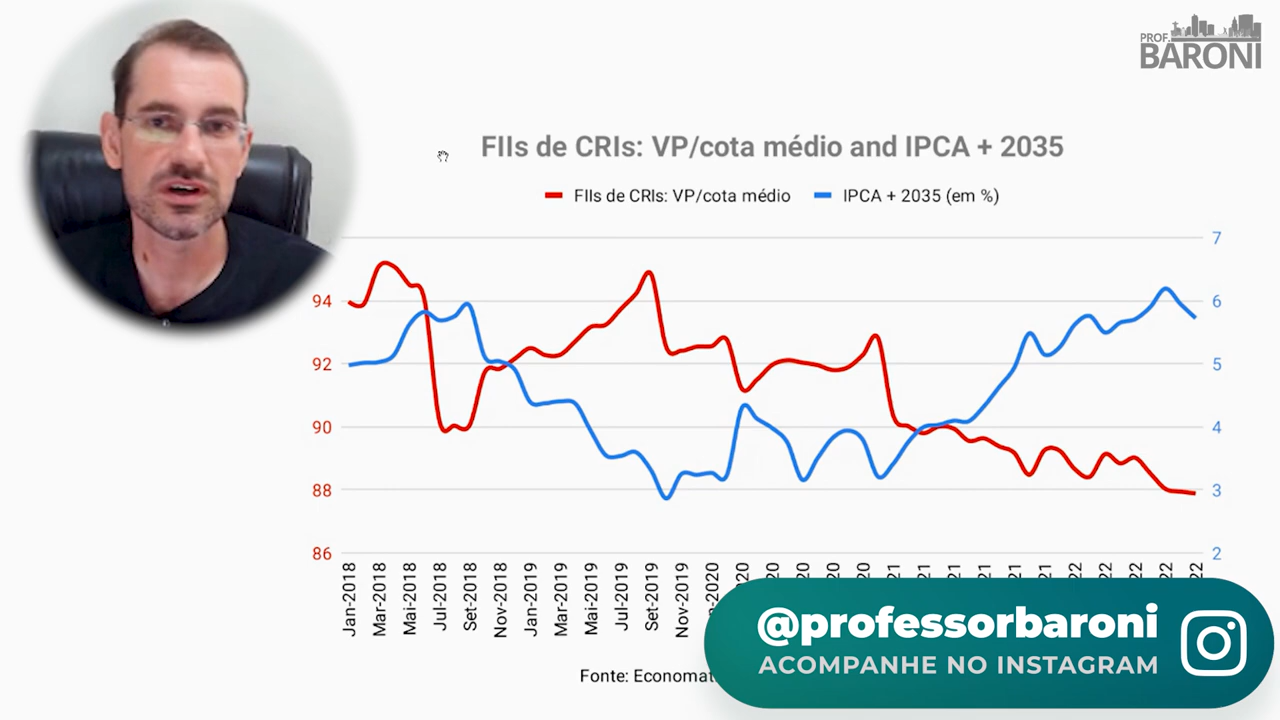 PROF.
BARONI
FIIs de CRIs: VP/cota médio and IPCA + 2035
FIIs de CRIs: VP/cota médio
IPCA + 2035 (em %)
7
94
6
92
5
90
4
88
3
86
2
Jan-2018
Mar-2018
Mai-2018
Jul-2018
Set-2018
Nov-2018
Jan-2019
Mar-2019
Mai-2019
Jul-2019
Set-2019
Nov-2019
@professorbaroni
ACOMPANHE NO INSTAGRAM
Fonte: